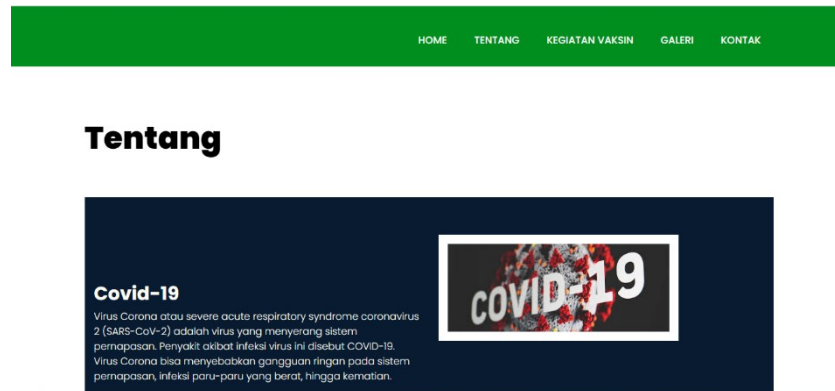 HOME TENTANG KEGIATAN VAKSIN GALERI KONTAK
Tentang
Covid-19
Virus Corona atau severe acute respiratory syndrome coronavirus
2 (SARS-CoV-2) adalah virus yang menyerang sistem
pernapasan. Penyakit akibat infeksi virus ini disebut COVID-19.
Virus Corona bisa menyebabkan gangguan ringan pada sistem
pernapasan, infeksi paru-paru yang berat, hingga kematian.
COVID-19